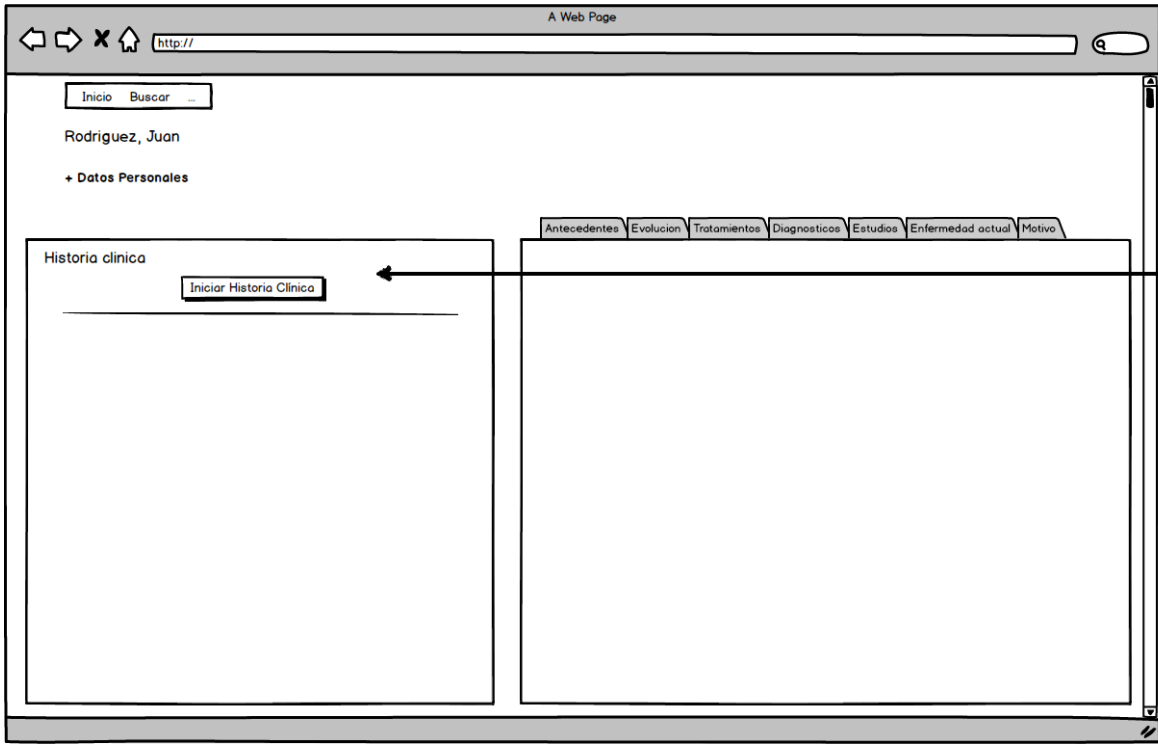 A Web Page
http://
Inicio Buscar ...
Rodriguez, Juan
+ Datos Personales
Antecedentes Evolucion Tratamientos Diagnosticos Estudios Enfermedad actual Motivo
Historia clinica
Iniciar Historia Clínica